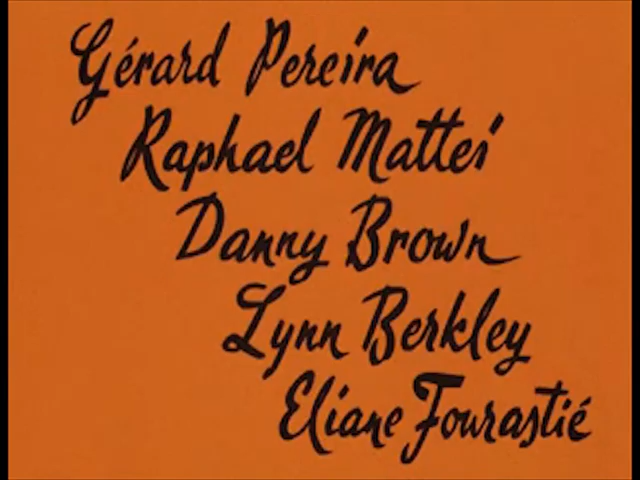 Gérard Pereira
Raphael Mattei
Danny Brown
Lynn Berkley
Eliane Fourastié